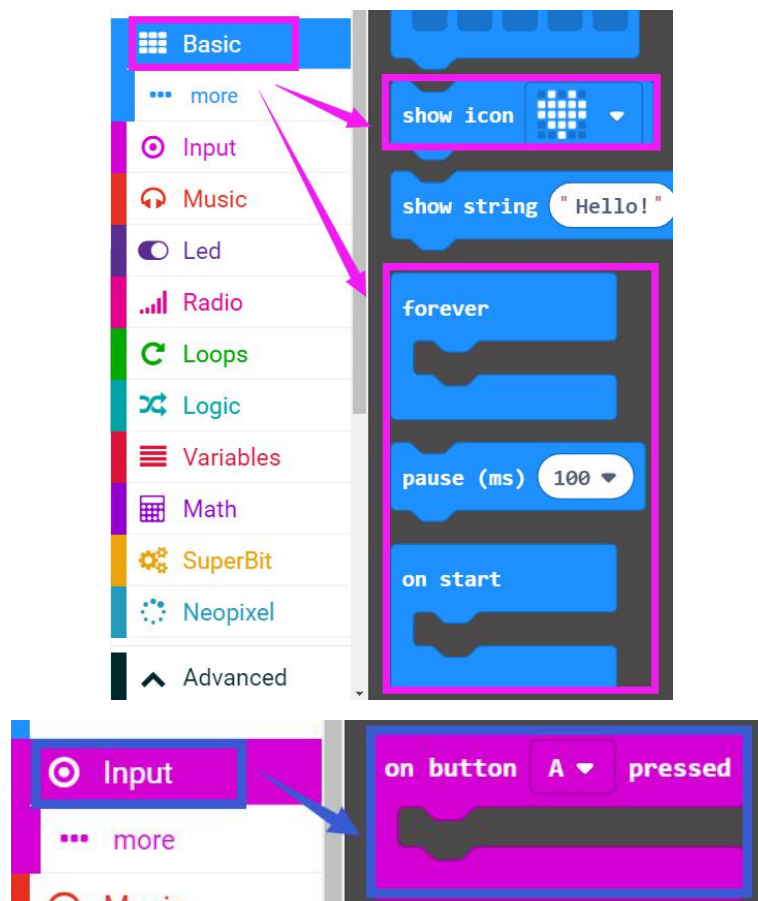 Basic
more
Input
Music
Led
Radio
Loops
Logic
Variables
Math
SuperBit
Neopixel
Advanced
show icon
show string "Hello!"
forever
pause (ms) 100
on start
Input
more
on button A pressed